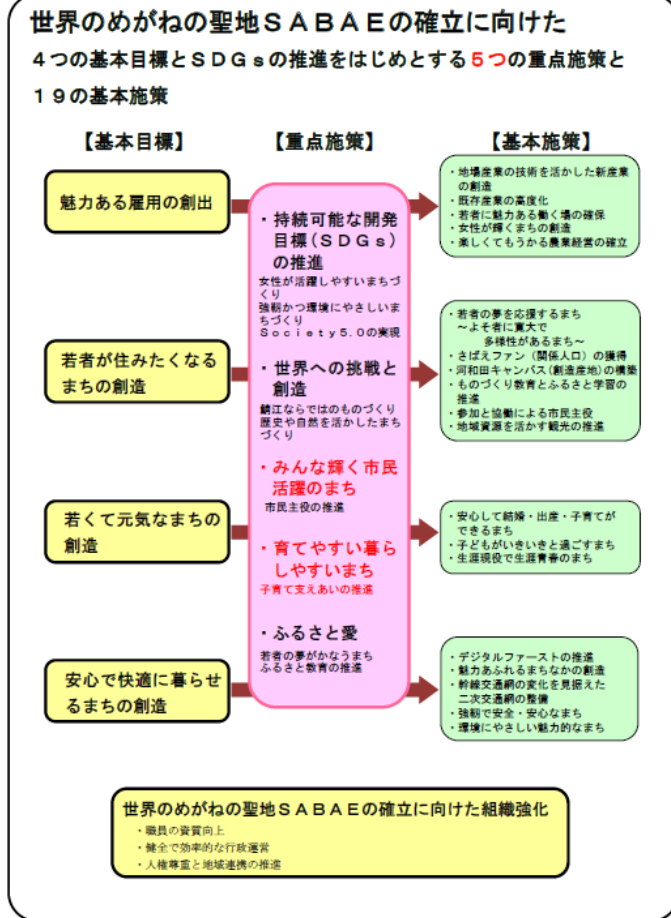 世界のめがねの聖地ＳＡＢＡＥの確立に向けた
４つの基本目標とＳＤＧｓの推進をはじめとする５つの重点施策と
１９の基本施策
【基本目標】
【重点施策】
【基本施策】
魅力ある雇用の創出
若者が住みたくなる
まちの創造
若くて元気なまちの
創造
安心で快適に暮らせ
るまちの創造
・持続可能な開発
目標（ＳＤＧｓ）
の推進
女性が活躍しやすいまちづ
くり
強靭かつ環境にやさしいま
ちづくり
Ｓｏｃｉｅｔｙ５.０の実現
・世界への挑戦と
創造
鯖江ならではのものづくり
歴史や自然を活かしたまち
づくり
・みんな輝く市民
活躍のまち
市民主役の推進
・育てやすい暮ら
しやすいまち
子育て支えあいの推進
・ふるさと愛
若者の夢がかなうまち
ふるさと教育の推進
・地場産業の技術を活かした新産業
の創造
・既存産業の高度化
・若者に魅力ある働く場の確保
・女性が輝くまちの創造
・楽しくてもうかる農業経営の確立
・若者の夢を応援するまち
～よそ者に寛大で
多様性があるまち～
・さばえファン（関係人口）の獲得
・河和田キャンパス（創造産地）の構築
・ものづくり教育とふるさと学習の
推進
・参加と協働による市民主役
・地域資源を活かす観光の推進
・安心して結婚・出産・子育てが
できるまち
・子どもがいきいきと過ごすまち
・生涯現役で生涯青春のまち
・デジタルファーストの推進
・魅力あふれるまちなかの創造
・幹線交通網の変化を見据えた
二次交通網の整備
・強靭で安全・安心なまち
・環境にやさしい魅力的なまち
世界のめがねの聖地ＳＡＢＡＥの確立に向けた組織強化
・職員の資質向上
・健全で効率的な行政運営
・人権尊重と地域連携の推進